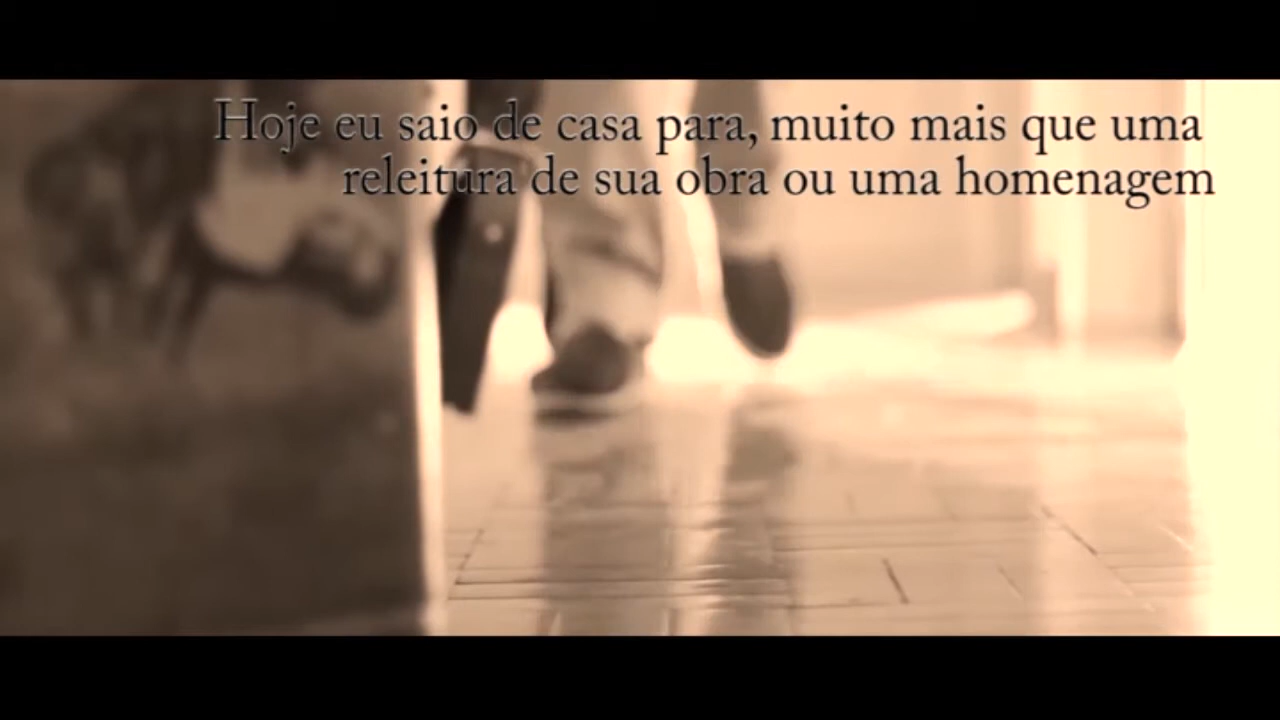 Hoje eu saio de casa para, muito mais que uma
releitura de sua obra ou uma homenagem